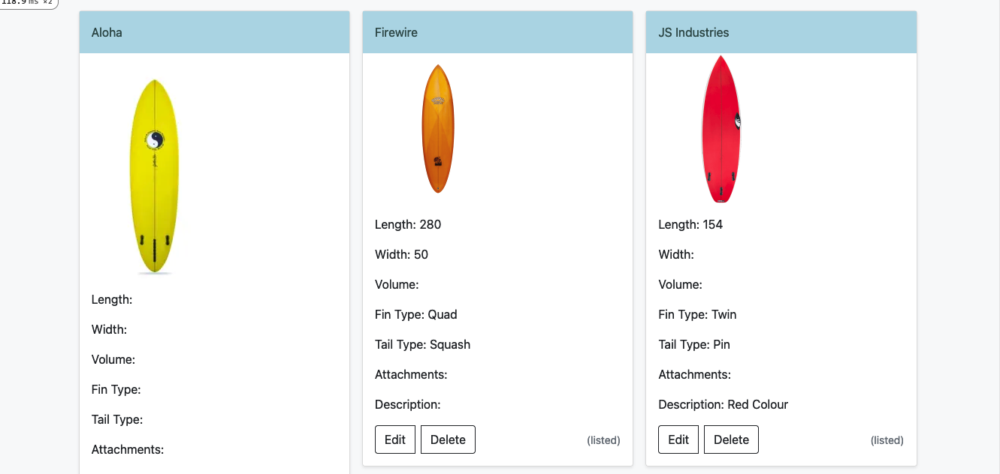 118.9 ms ×2
Aloha
Length:
Width:
Volume:
Fin Type:
Tail Type:
Attachments:
Firewire
Length: 280
Width: 50
Volume:
Fin Type: Quad
Tail Type: Squash
Attachments:
Description:
Edit Delete (listed)
JS Industries
Length: 154
Width:
Volume:
Fin Type: Twin
Tail Type: Pin
Attachments:
Description: Red Colour
Edit Delete (listed)